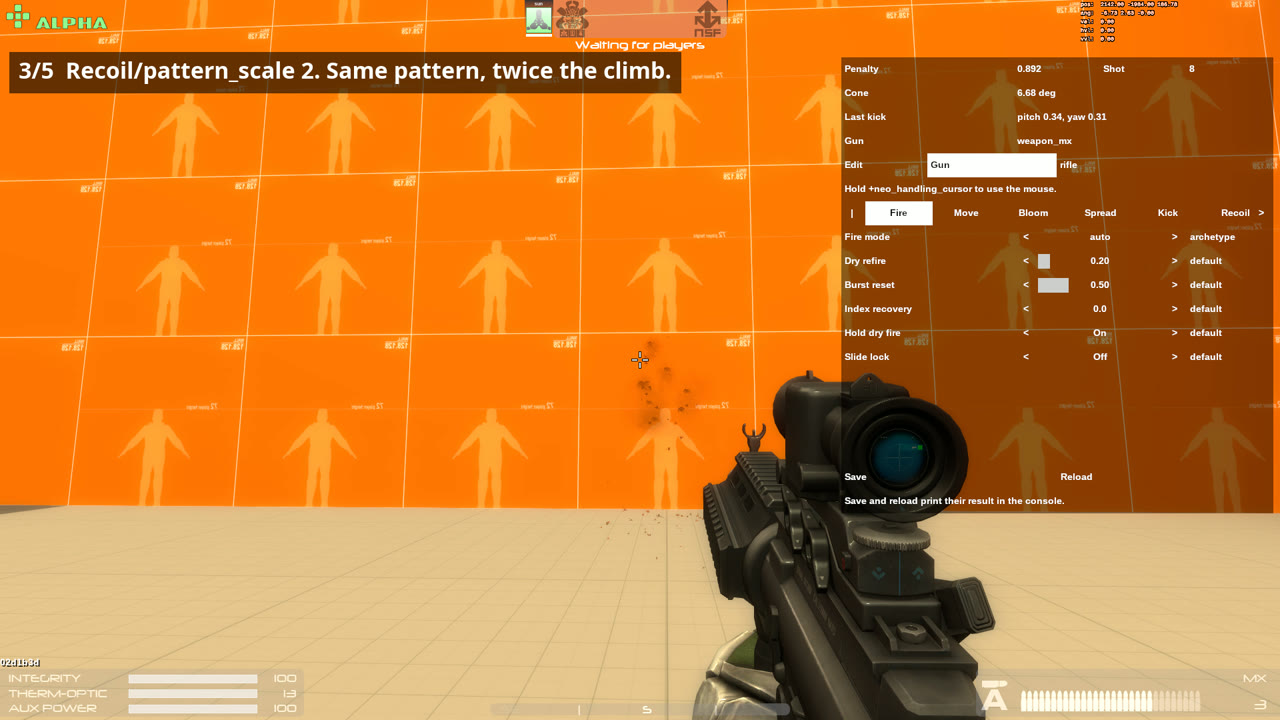 ALPHA
NSF
Waiting for players
3/5 Recoil/pattern_scale 2. Same pattern, twice the climb.
Penalty 0.892 Shot 8
Cone 6.68 deg
Last kick pitch 0.34, yaw 0.31
Gun weapon_mx
Edit Gun rifle
Hold +neo_handling_cursor to use the mouse.
| Fire Move Bloom Spread Kick Recoil >
Fire mode < auto > archetype
Dry refire < 0.20 > default
Burst reset < 0.50 > default
Index recovery < 0.0 > default
Hold dry fire < On > default
Slide lock < Off > default
Save Reload
Save and reload print their result in the console.
INTEGRITY 100
THERM-OPTIC 13
AUX POWER 100
| S
A
MX
3